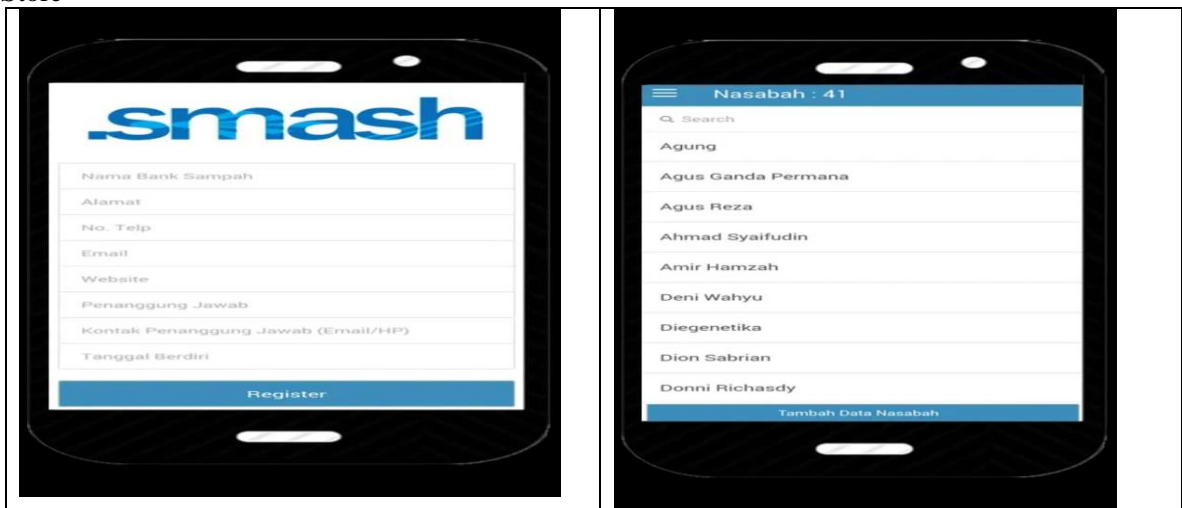 .smash
Nama Bank Sampah
Alamat
No. Telp
Email
Website
Penanggung Jawab
Kontak Penanggung Jawab (Email/HP)
Tanggal Berdiri
Register
Nasabah : 41
Search
Agung
Agus Ganda Permana
Agus Reza
Ahmad Syaifudin
Amir Hamzah
Deni Wahyu
Diegenetika
Dion Sabrian
Donni Richasdy
Tambah Data Nasabah